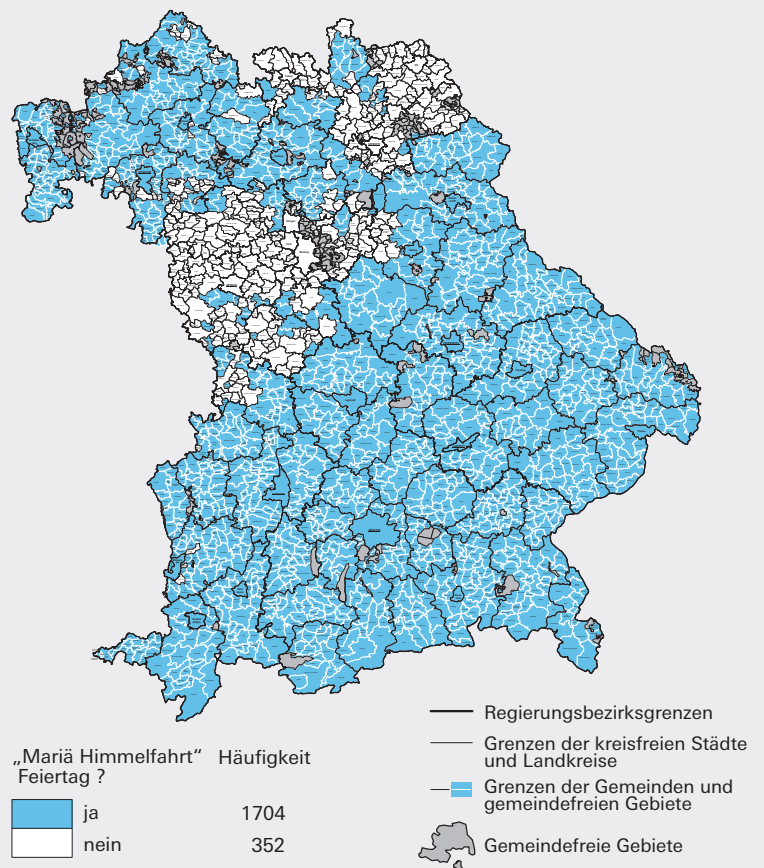 „Mariä Himmelfahrt“ Häufigkeit
Feiertag ?
ja 1704
nein 352
Regierungsbezirksgrenzen
Grenzen der kreisfreien Städte
und Landkreise
Grenzen der Gemeinden und
gemeindefreien Gebiete
Gemeindefreie Gebiete